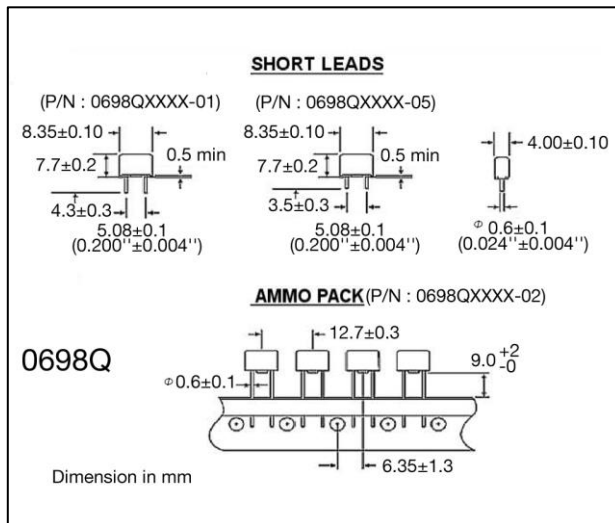 SHORT LEADS
(P/N : 0698QXXXX-01)
(P/N : 0698QXXXX-05)
8.35±0.10
8.35±0.10
4.00±0.10
7.7±0.2
0.5 min
7.7±0.2
0.5 min
4.3±0.3
3.5±0.3
5.08±0.1
(0.200''±0.004'')
5.08±0.1
(0.200''±0.004'')
Φ 0.6±0.1
(0.024''±0.004'')
AMMO PACK (P/N : 0698QXXXX-02)
12.7±0.3
0698Q
9.0 +2 -0
Φ0.6±0.1
6.35±1.3
Dimension in mm